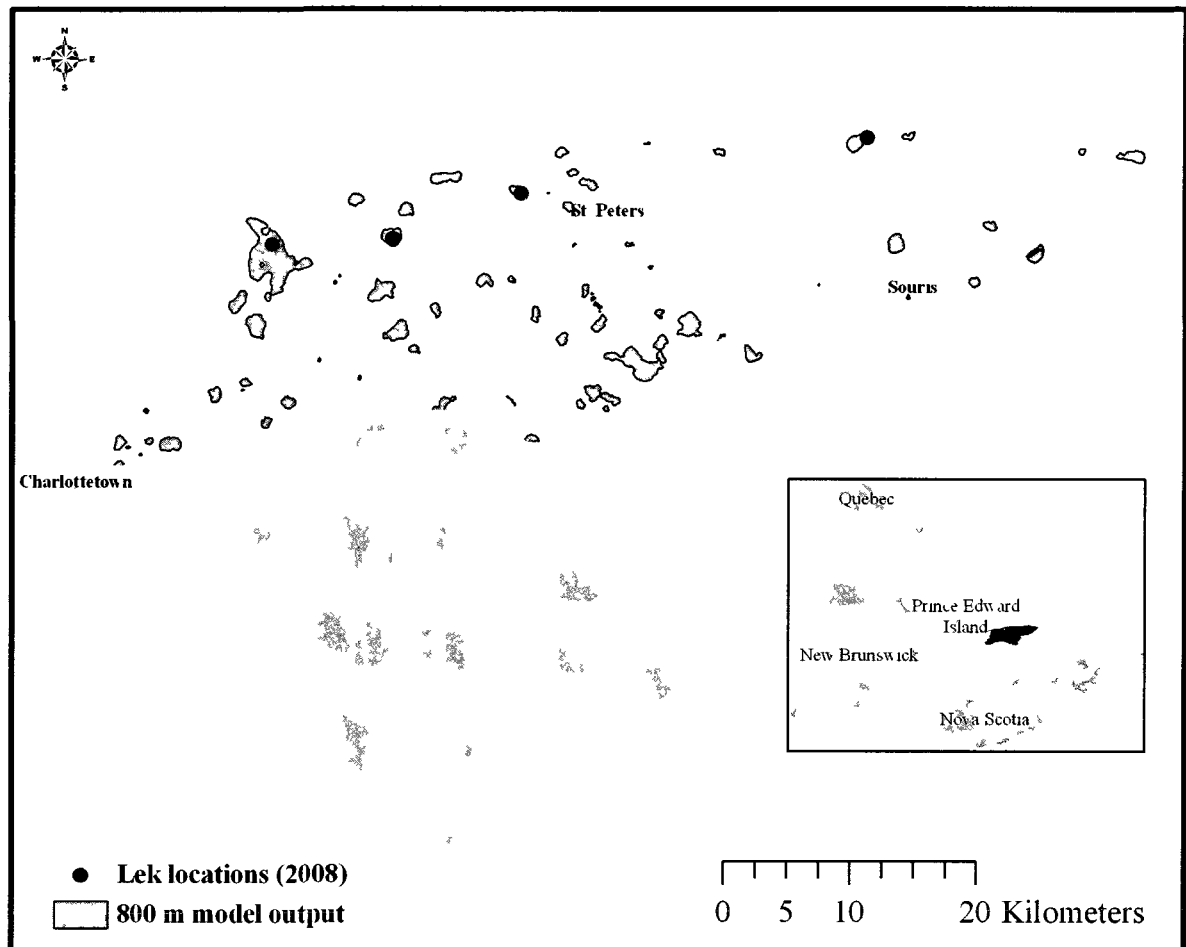 N
W E
S
St Peters
Souris
Charlottetown
Quebec
Prince Edward
Island
New Brunswick
Nova Scotia
Lek locations (2008)
800 m model output
0 5 10 20 Kilometers